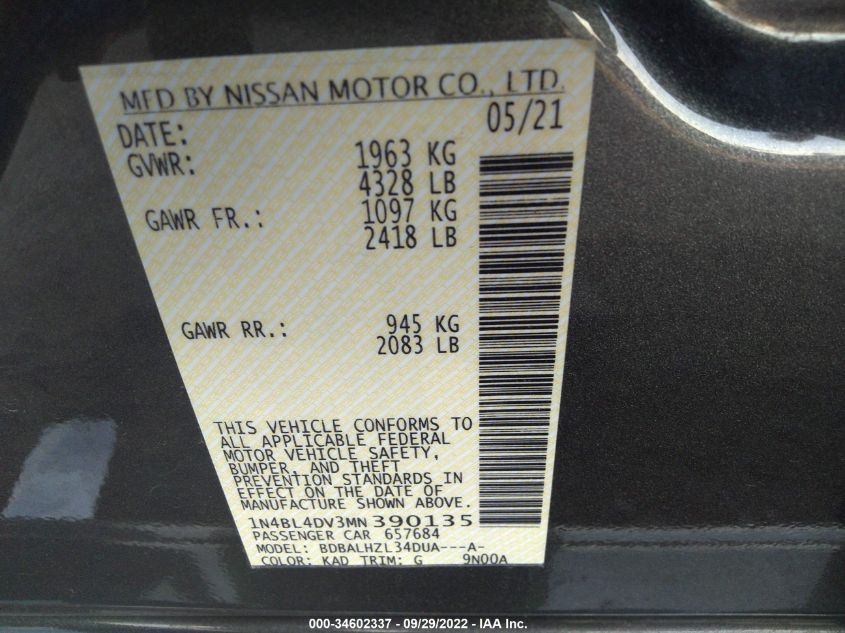 MFD BY NISSAN MOTOR CO., LTD.
DATE: 05/21
GVWR: 1963 KG
4328 LB
GAWR FR.: 1097 KG
2418 LB
GAWR RR.: 945 KG
2083 LB
THIS VEHICLE CONFORMS TO
ALL APPLICABLE FEDERAL
MOTOR VEHICLE SAFETY,
BUMPER, AND THEFT
PREVENTION STANDARDS IN
EFFECT ON THE DATE OF
MANUFACTURE SHOWN ABOVE.
1N4BL4DV3MN390135
PASSENGER CAR 657684
MODEL: BDBALHZL34DUA---A-
COLOR: KAD TRIM: G 9N00A
000-34602337 - 09/29/2022 - IAA Inc.